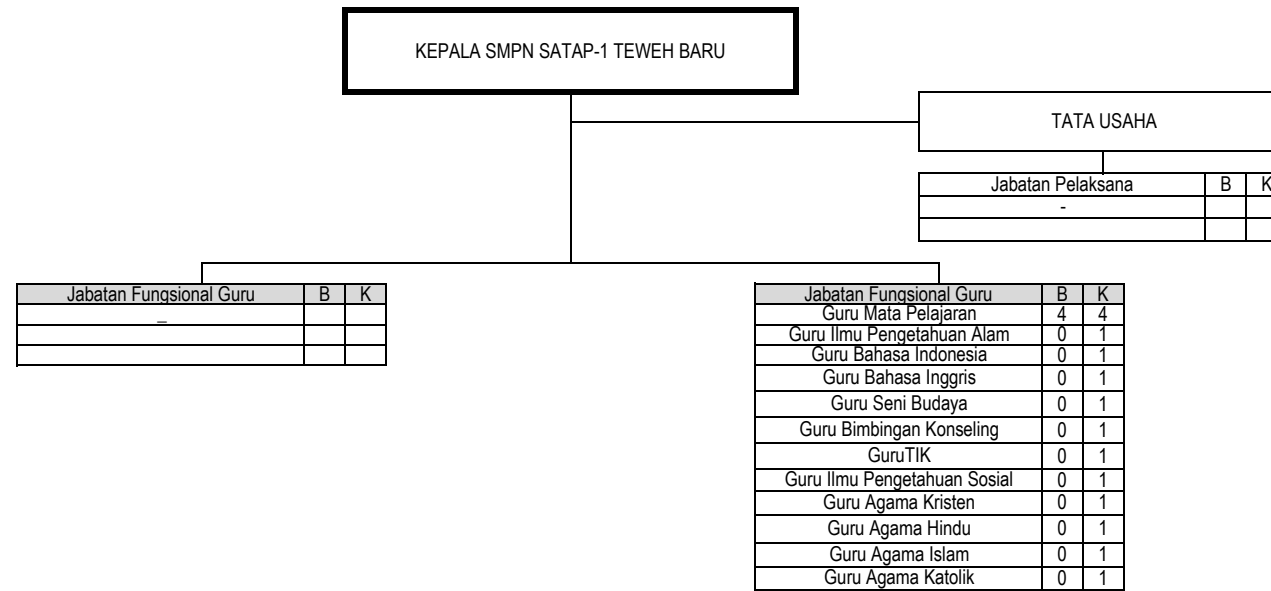 KEPALA SMPN SATAP-1 TEWEH BARU
TATA USAHA
Jabatan Pelaksana B K
-
Jabatan Fungsional Guru B K
_
Jabatan Fungsional Guru B K
Guru Mata Pelajaran 4 4
Guru Ilmu Pengetahuan Alam 0 1
Guru Bahasa Indonesia 0 1
Guru Bahasa Inggris 0 1
Guru Seni Budaya 0 1
Guru Bimbingan Konseling 0 1
GuruTIK 0 1
Guru Ilmu Pengetahuan Sosial 0 1
Guru Agama Kristen 0 1
Guru Agama Hindu 0 1
Guru Agama Islam 0 1
Guru Agama Katolik 0 1